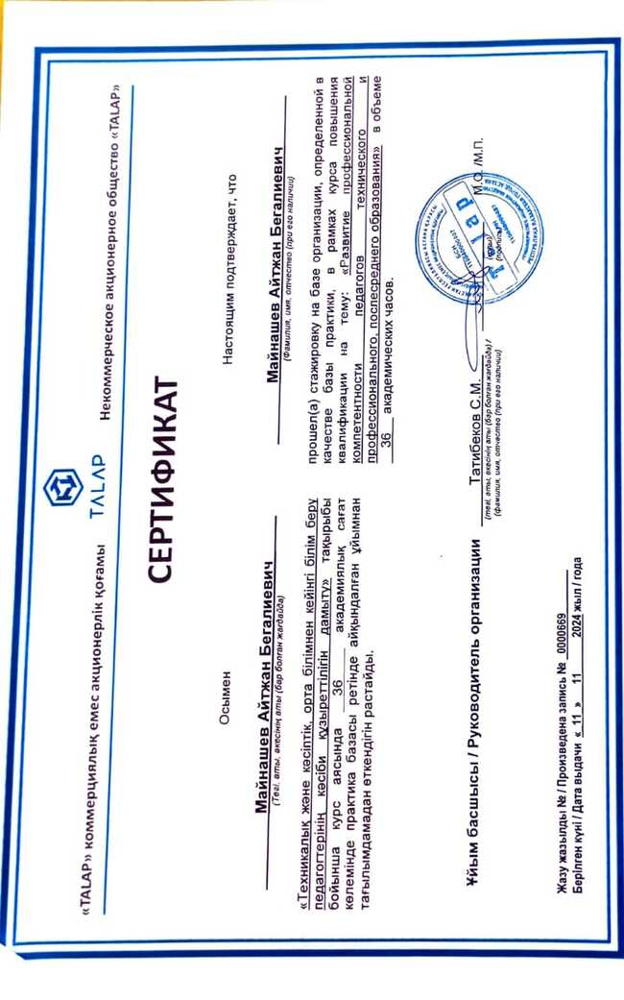 «TALAP» коммерциялық емес акционерлік қоғамы
TALAP
Некоммерческое акционерное общество «TALAP»
СЕРТИФИКАТ
Осымен
Майнашев Айтжан Бегалиевич
(Тегі, аты, әкесінің аты (бар болған жағдайда)
«Техникалық және кәсіптік, орта білімнен кейінгі білім беру
педагогтерінің кәсіби құзыреттілігін дамыту» тақырыбы
бойынша курс аясында 36 академиялық сағат
көлемінде практика базасы ретінде айқындалған ұйымнан
тағылымдамадан өткендігін растайды.
Настоящим подтверждает, что
Майнашев Айтжан Бегалиевич
(Фамилия, имя, отчество (при его наличии)
прошел(а) стажировку на базе организации, определенной в
качестве базы практики, в рамках курса повышения
квалификации на тему: «Развитие профессиональной
компетентности педагогов технического и
профессионального, послесреднего образования» в объеме
36 академических часов.
Ұйым басшысы / Руководитель организации Татибеков С.М. М.О. /М.П.
(тегі, аты, әкесінің аты (бар болған жағдайда) / (қолы)
(фамилия, имя, отчество (при его наличии) (подпись)
Жазу жазылды № / Произведена запись № 0000669
Берілген күні / Дата выдачи « 11 » 11 2024 жыл / года